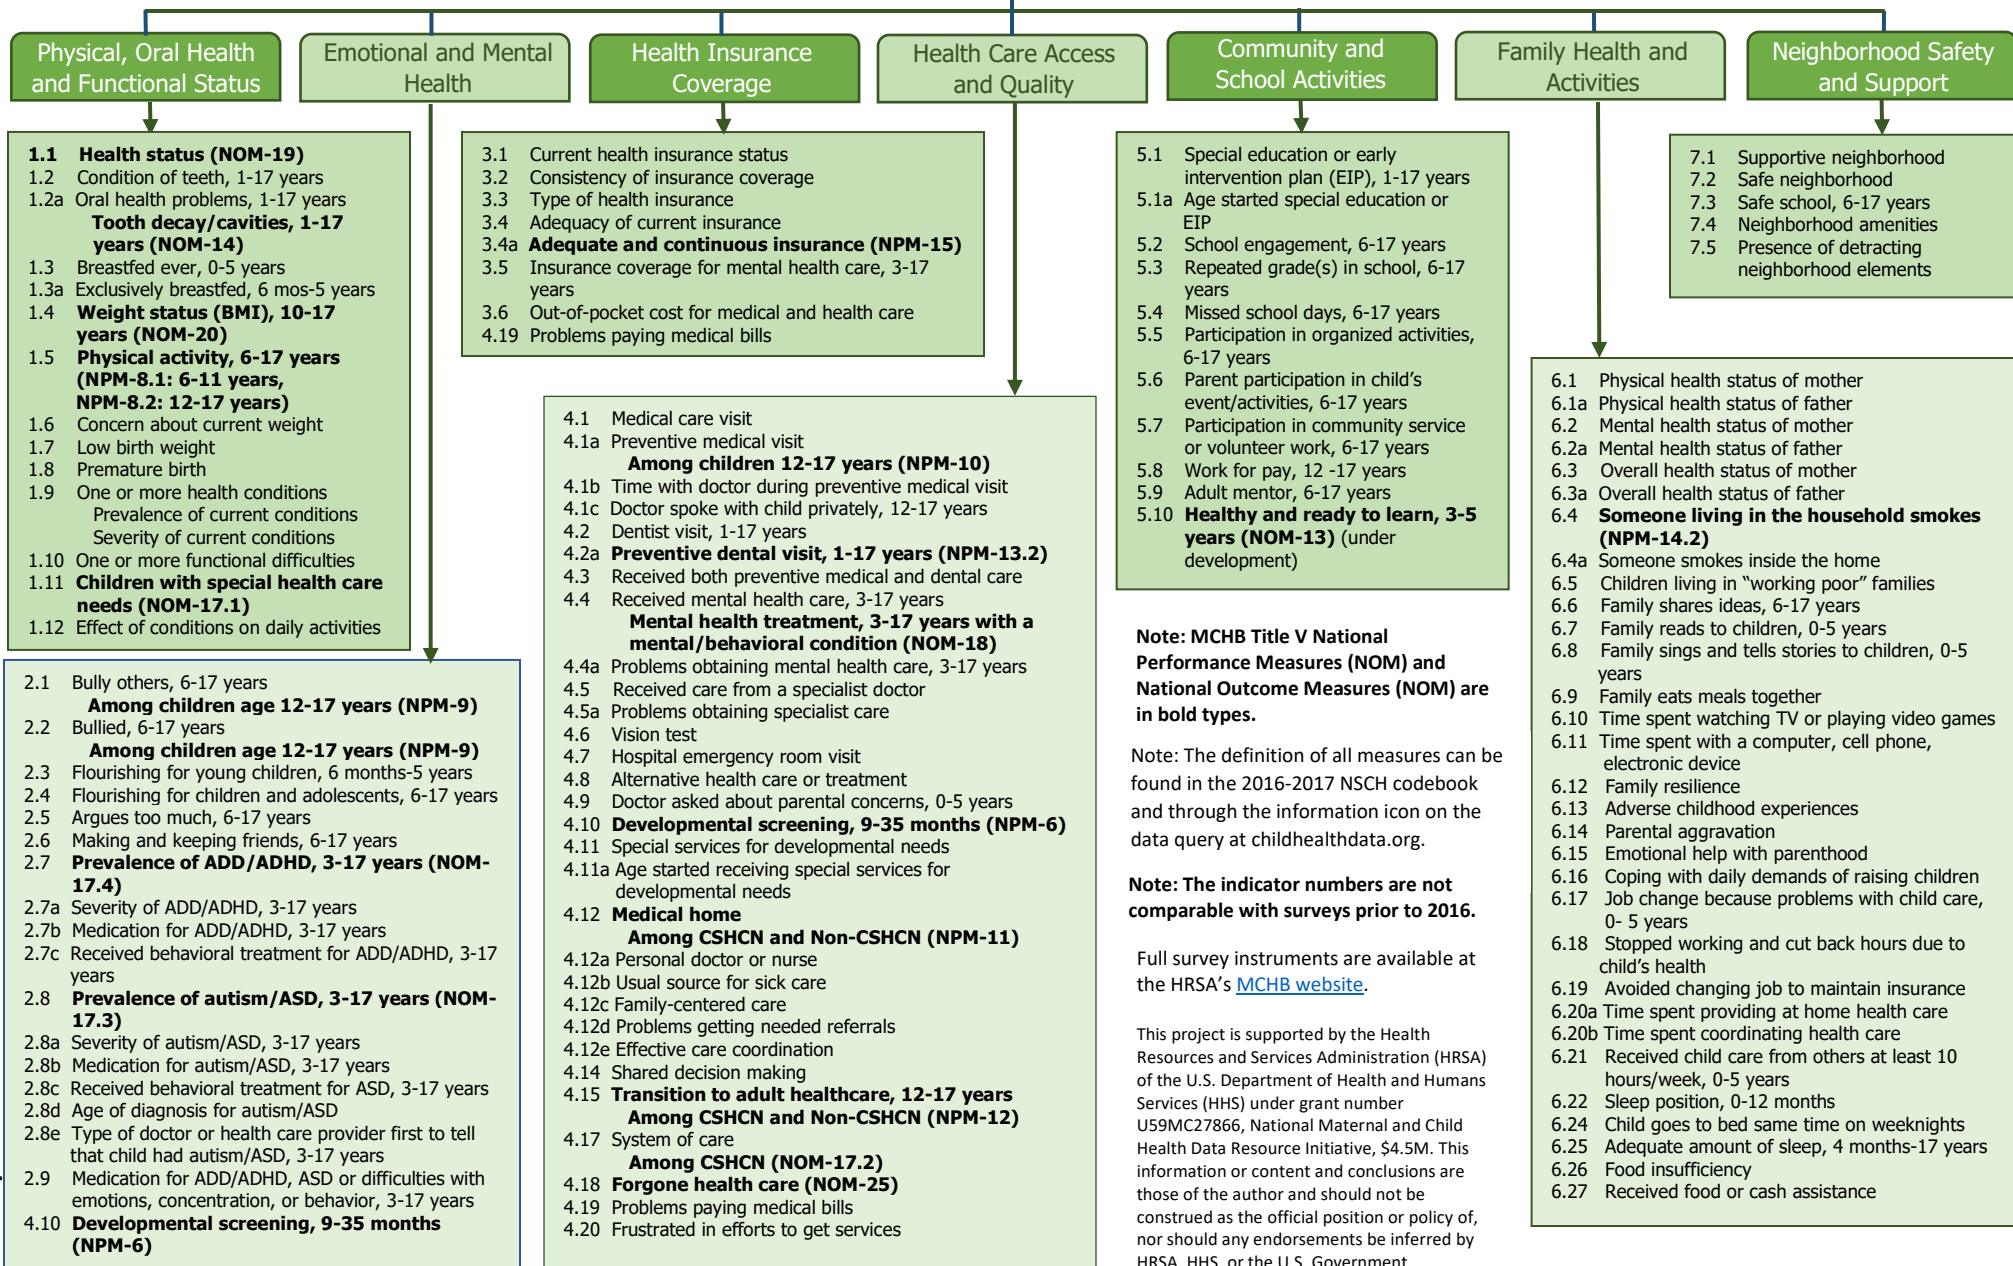 Physical, Oral Health
and Functional Status
Emotional and Mental
Health
Health Insurance
Coverage
Health Care Access
and Quality
Community and
School Activities
Family Health and
Activities
Neighborhood Safety
and Support
1.1 Health status (NOM-19)
1.2 Condition of teeth, 1-17 years
1.2a Oral health problems, 1-17 years
Tooth decay/cavities, 1-17
years (NOM-14)
1.3 Breastfed ever, 0-5 years
1.3a Exclusively breastfed, 6 mos-5 years
1.4 Weight status (BMI), 10-17
years (NOM-20)
1.5 Physical activity, 6-17 years
(NPM-8.1: 6-11 years,
NPM-8.2: 12-17 years)
1.6 Concern about current weight
1.7 Low birth weight
1.8 Premature birth
1.9 One or more health conditions
Prevalence of current conditions
Severity of current conditions
1.10 One or more functional difficulties
1.11 Children with special health care
needs (NOM-17.1)
1.12 Effect of conditions on daily activities
2.1 Bully others, 6-17 years
Among children age 12-17 years (NPM-9)
2.2 Bullied, 6-17 years
Among children age 12-17 years (NPM-9)
2.3 Flourishing for young children, 6 months-5 years
2.4 Flourishing for children and adolescents, 6-17 years
2.5 Argues too much, 6-17 years
2.6 Making and keeping friends, 6-17 years
2.7 Prevalence of ADD/ADHD, 3-17 years (NOM-
17.4)
2.7a Severity of ADD/ADHD, 3-17 years
2.7b Medication for ADD/ADHD, 3-17 years
2.7c Received behavioral treatment for ADD/ADHD, 3-17
years
2.8 Prevalence of autism/ASD, 3-17 years (NOM-
17.3)
2.8a Severity of autism/ASD, 3-17 years
2.8b Medication for autism/ASD, 3-17 years
2.8c Received behavioral treatment for ASD, 3-17 years
2.8d Age of diagnosis for autism/ASD
2.8e Type of doctor or health care provider first to tell
that child had autism/ASD, 3-17 years
2.9 Medication for ADD/ADHD, ASD or difficulties with
emotions, concentration, or behavior, 3-17 years
4.10 Developmental screening, 9-35 months
(NPM-6)
3.1 Current health insurance status
3.2 Consistency of insurance coverage
3.3 Type of health insurance
3.4 Adequacy of current insurance
3.4a Adequate and continuous insurance (NPM-15)
3.5 Insurance coverage for mental health care, 3-17
years
3.6 Out-of-pocket cost for medical and health care
4.19 Problems paying medical bills
4.1 Medical care visit
4.1a Preventive medical visit
Among children 12-17 years (NPM-10)
4.1b Time with doctor during preventive medical visit
4.1c Doctor spoke with child privately, 12-17 years
4.2 Dentist visit, 1-17 years
4.2a Preventive dental visit, 1-17 years (NPM-13.2)
4.3 Received both preventive medical and dental care
4.4 Received mental health care, 3-17 years
Mental health treatment, 3-17 years with a
mental/behavioral condition (NOM-18)
4.4a Problems obtaining mental health care, 3-17 years
4.5 Received care from a specialist doctor
4.5a Problems obtaining specialist care
4.6 Vision test
4.7 Hospital emergency room visit
4.8 Alternative health care or treatment
4.9 Doctor asked about parental concerns, 0-5 years
4.10 Developmental screening, 9-35 months (NPM-6)
4.11 Special services for developmental needs
4.11a Age started receiving special services for
developmental needs
4.12 Medical home
Among CSHCN and Non-CSHCN (NPM-11)
4.12a Personal doctor or nurse
4.12b Usual source for sick care
4.12c Family-centered care
4.12d Problems getting needed referrals
4.12e Effective care coordination
4.14 Shared decision making
4.15 Transition to adult healthcare, 12-17 years
Among CSHCN and Non-CSHCN (NPM-12)
4.17 System of care
Among CSHCN (NOM-17.2)
4.18 Forgone health care (NOM-25)
4.19 Problems paying medical bills
4.20 Frustrated in efforts to get services
5.1 Special education or early
intervention plan (EIP), 1-17 years
5.1a Age started special education or
EIP
5.2 School engagement, 6-17 years
5.3 Repeated grade(s) in school, 6-17
years
5.4 Missed school days, 6-17 years
5.5 Participation in organized activities,
6-17 years
5.6 Parent participation in child's
event/activities, 6-17 years
5.7 Participation in community service
or volunteer work, 6-17 years
5.8 Work for pay, 12 -17 years
5.9 Adult mentor, 6-17 years
5.10 Healthy and ready to learn, 3-5
years (NOM-13) (under
development)
Note: MCHB Title V National
Performance Measures (NOM) and
National Outcome Measures (NOM) are
in bold types.
Note: The definition of all measures can be
found in the 2016-2017 NSCH codebook
and through the information icon on the
data query at childhealthdata.org.
Note: The indicator numbers are not
comparable with surveys prior to 2016.
Full survey instruments are available at
the HRSA's MCHB website.
This project is supported by the Health
Resources and Services Administration (HRSA)
of the U.S. Department of Health and Humans
Services (HHS) under grant number
U59MC27866, National Maternal and Child
Health Data Resource Initiative, $4.5M. This
information or content and conclusions are
those of the author and should not be
construed as the official position or policy of,
nor should any endorsements be inferred by
HRSA, HHS, or the U.S. Government.
6.1 Physical health status of mother
6.1a Physical health status of father
6.2 Mental health status of mother
6.2a Mental health status of father
6.3 Overall health status of mother
6.3a Overall health status of father
6.4 Someone living in the household smokes
(NPM-14.2)
6.4a Someone smokes inside the home
6.5 Children living in "working poor" families
6.6 Family shares ideas, 6-17 years
6.7 Family reads to children, 0-5 years
6.8 Family sings and tells stories to children, 0-5
years
6.9 Family eats meals together
6.10 Time spent watching TV or playing video games
6.11 Time spent with a computer, cell phone,
electronic device
6.12 Family resilience
6.13 Adverse childhood experiences
6.14 Parental aggravation
6.15 Emotional help with parenthood
6.16 Coping with daily demands of raising children
6.17 Job change because problems with child care,
0- 5 years
6.18 Stopped working and cut back hours due to
child's health
6.19 Avoided changing job to maintain insurance
6.20a Time spent providing at home health care
6.20b Time spent coordinating health care
6.21 Received child care from others at least 10
hours/week, 0-5 years
6.22 Sleep position, 0-12 months
6.24 Child goes to bed same time on weeknights
6.25 Adequate amount of sleep, 4 months-17 years
6.26 Food insufficiency
6.27 Received food or cash assistance
7.1 Supportive neighborhood
7.2 Safe neighborhood
7.3 Safe school, 6-17 years
7.4 Neighborhood amenities
7.5 Presence of detracting
neighborhood elements